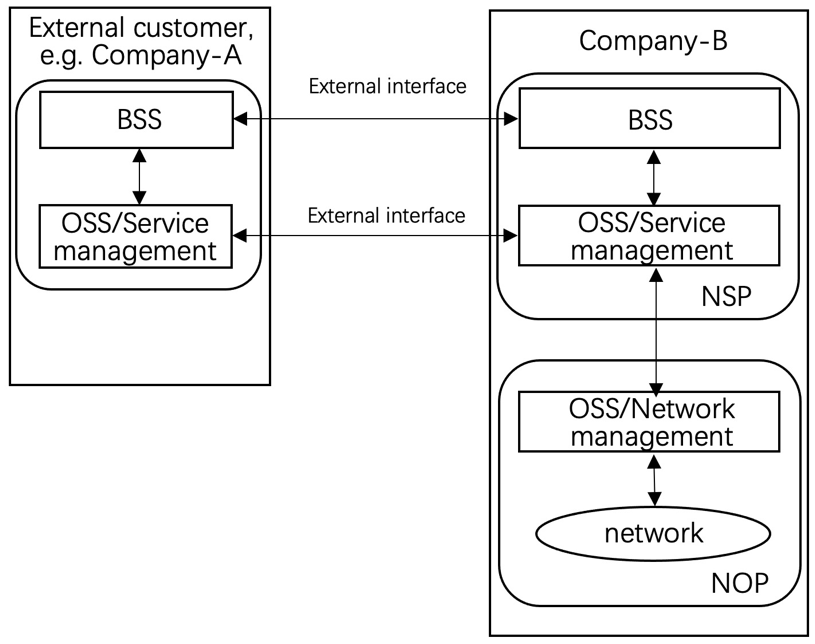 External customer,
e.g. Company-A
BSS
OSS/Service
management
External interface
External interface
Company-B
BSS
OSS/Service
management
NSP
OSS/Network
management
network
NOP